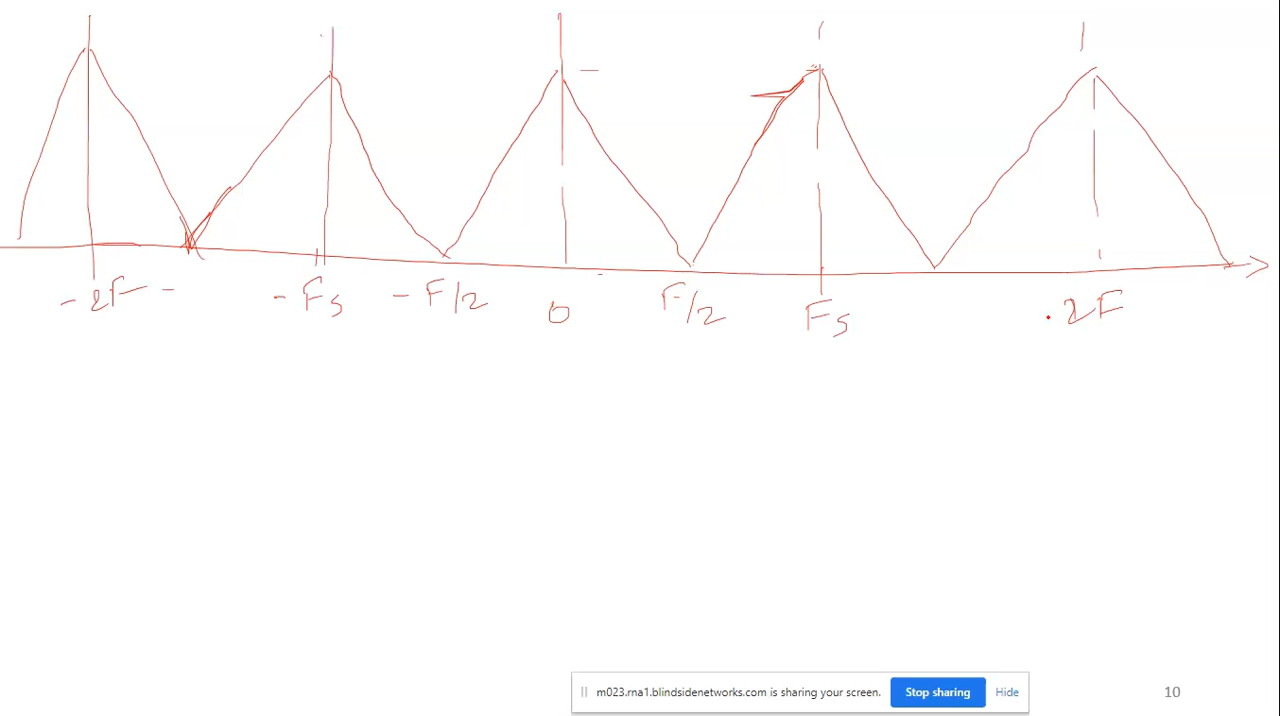 -2F- -Fs -F/2 0 F/2 Fs .2F
m023.rna1.blindsidenetworks.com is sharing your screen. Stop sharing Hide
10